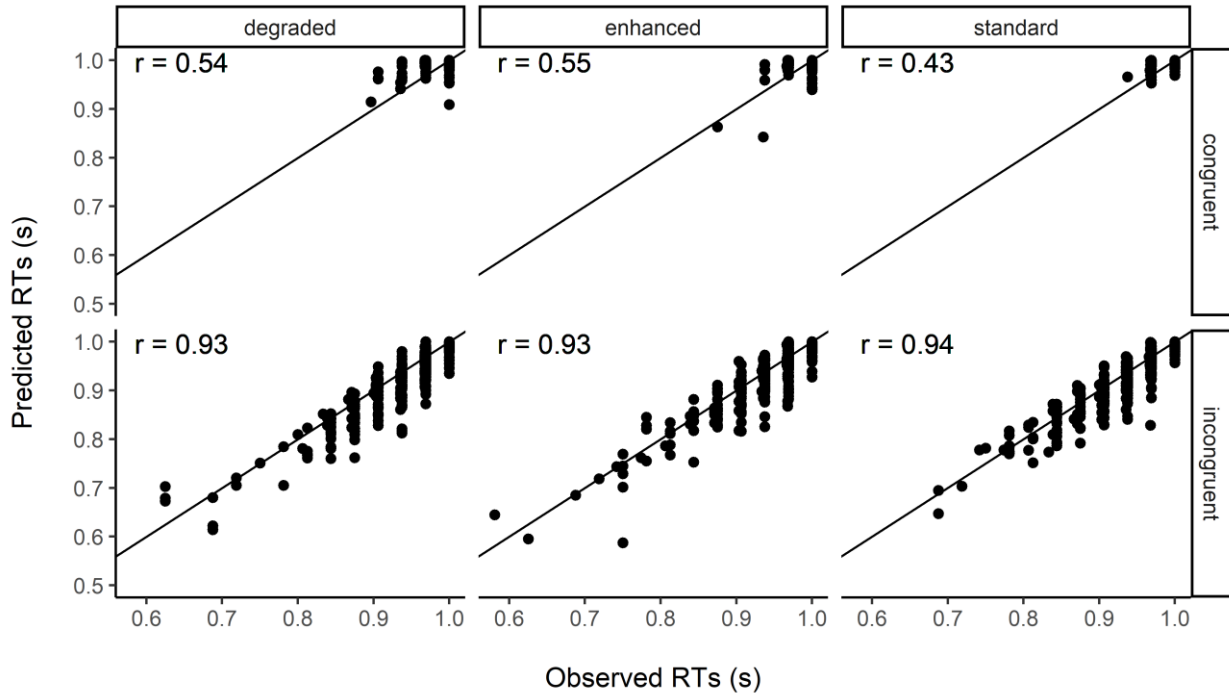 degraded enhanced standard
1.0
0.9
0.8
0.7
0.6
0.5
r = 0.54 r = 0.55 r = 0.43
congruent
Predicted RTs (s)
1.0
0.9
0.8
0.7
0.6
0.5
r = 0.93 r = 0.93 r = 0.94
incongruent
0.6 0.7 0.8 0.9 1.0 0.6 0.7 0.8 0.9 1.0 0.6 0.7 0.8 0.9 1.0
Observed RTs (s)